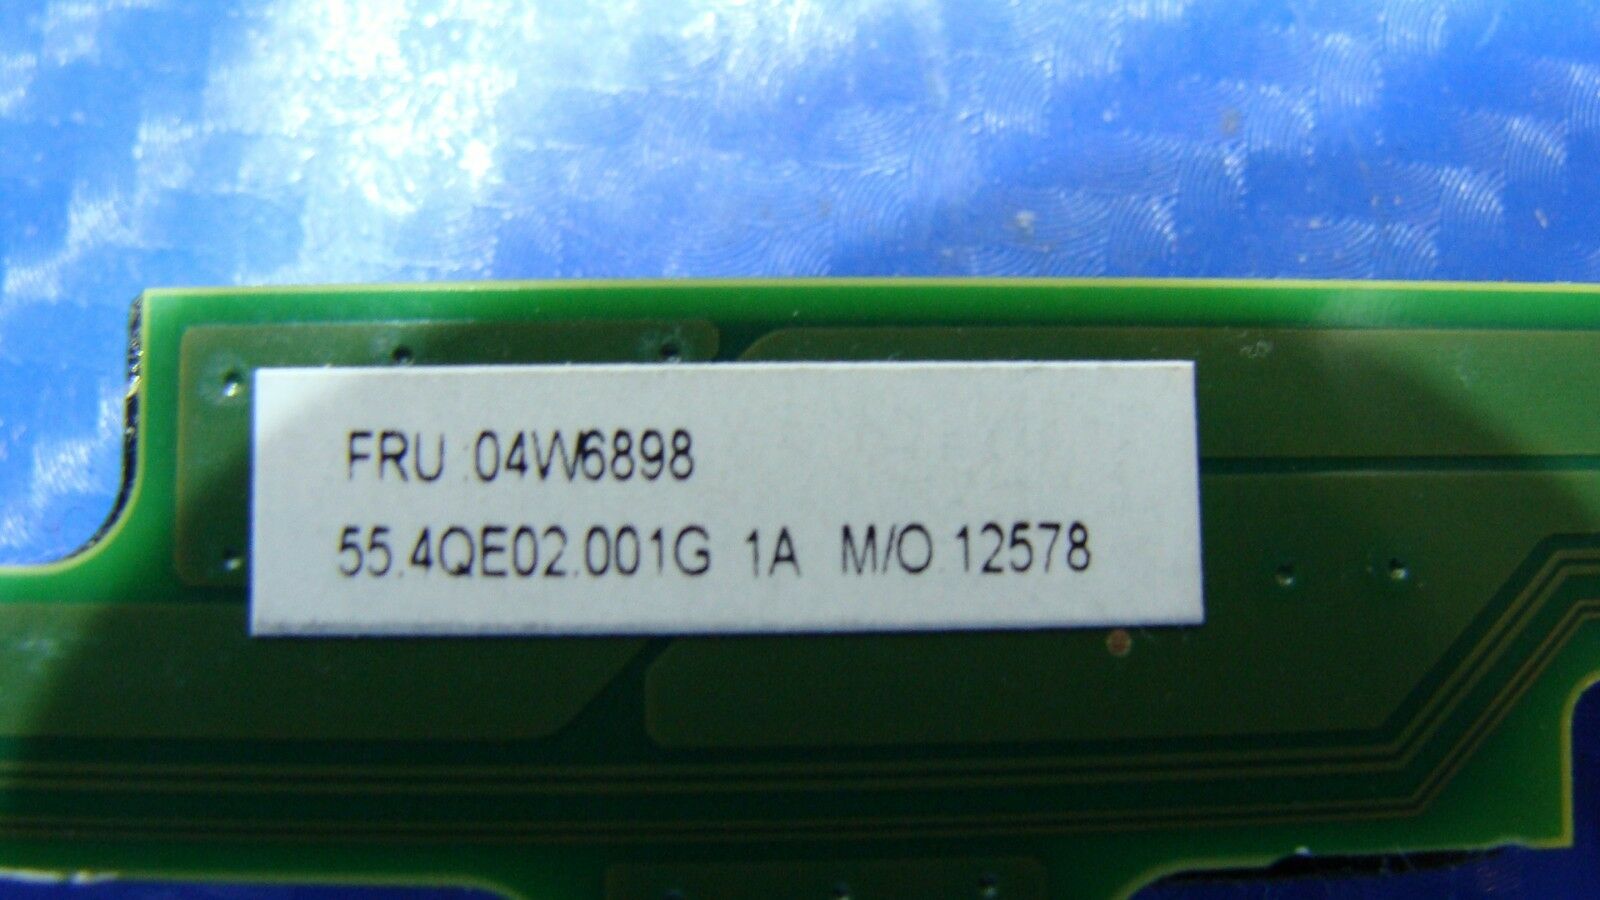 FRU :04W6898
55.4QE02.001G 1A M/O 12578